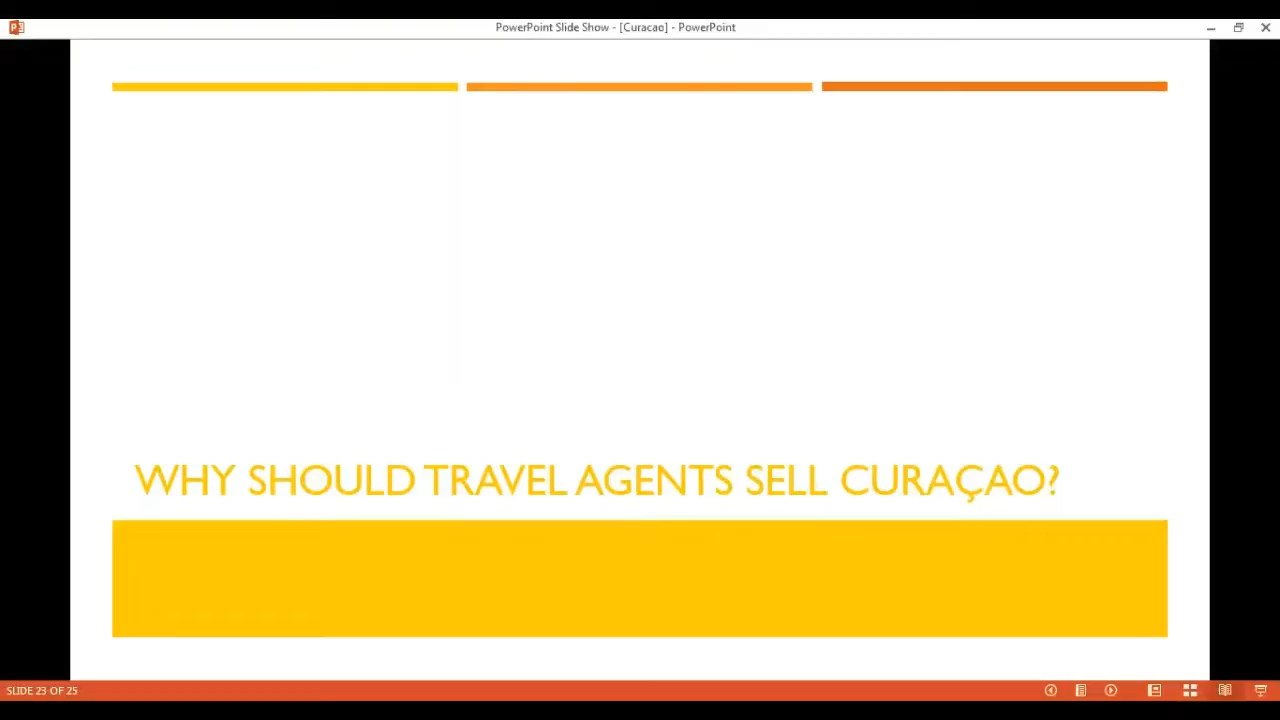 PowerPoint Slide Show - [Curacao] - PowerPoint
WHY SHOULD TRAVEL AGENTS SELL CURAÇAO?
SLIDE 23 OF 25